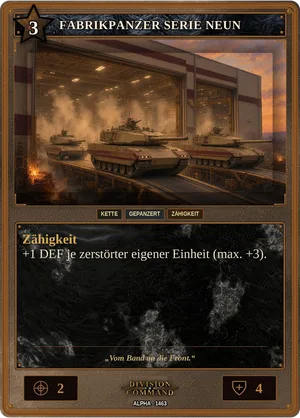 3
FABRIKPANZER SERIE NEUN
KETTE
GEPANZERT
ZÄHIGKEIT
Zähigkeit
+1 DEF je zerstörter eigener Einheit (max. +3).
„Vom Band an die Front.“
2
DIVISION
COMMAND
ALPHA - 1463
4